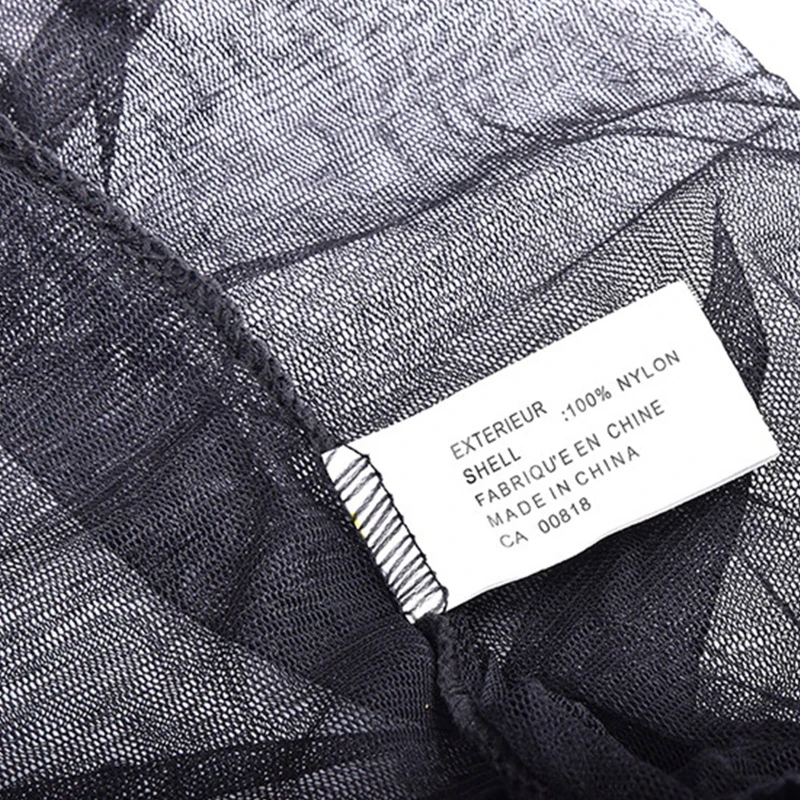 EXTERIEUR :100% NYLON
SHELL
FABRIQU'E EN CHINE
MADE IN CHINA
CA 00818